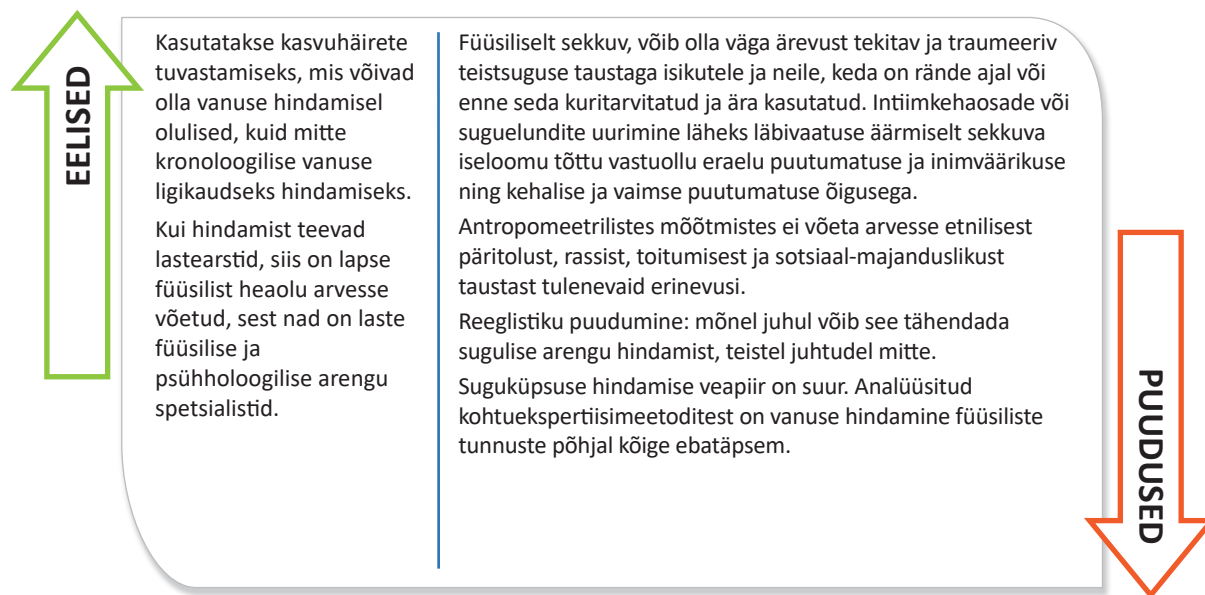 EELISED
Kasutatakse kasvuhäirete
tuvastamiseks, mis võivad
olla vanuse hindamisel
olulised, kuid mitte
kronoloogilise vanuse
ligikaudseks hindamiseks.
Kui hindamist teevad
lastearstid, siis on lapse
füüsilist heaolu arvesse
võetud, sest nad on laste
füüsilise ja
psühholoogilise arengu
spetsialistid.
Füüsiliselt sekkuv, võib olla väga ärevust tekitav ja traumeeriv
teistsuguse taustaga isikutele ja neile, keda on rände ajal või
enne seda kuritarvitatud ja ära kasutatud. Intiimkehaosade või
suguelundite uurimine läheks läbivaatuse äärmiselt sekkuva
iseloomu tõttu vastuollu eraelu puutumatuse ja inimväärikuse
ning kehalise ja vaimse puutumatuse õigusega.
Antropomeetrilistes mõõtmistes ei võeta arvesse etnilisest
päritolust, rassist, toitumisest ja sotsiaal-majanduslikust
taustast tulenevaid erinevusi.
Reeglistiku puudumine: mõnel juhul võib see tähendada
sugulise arengu hindamist, teistel juhtudel mitte.
Suguküpsuse hindamise veapiir on suur. Analüüsitud
kohtuekspertiisimeetoditest on vanuse hindamine füüsiliste
tunnuste põhjal kõige ebatäpsem.
PUUDUSED